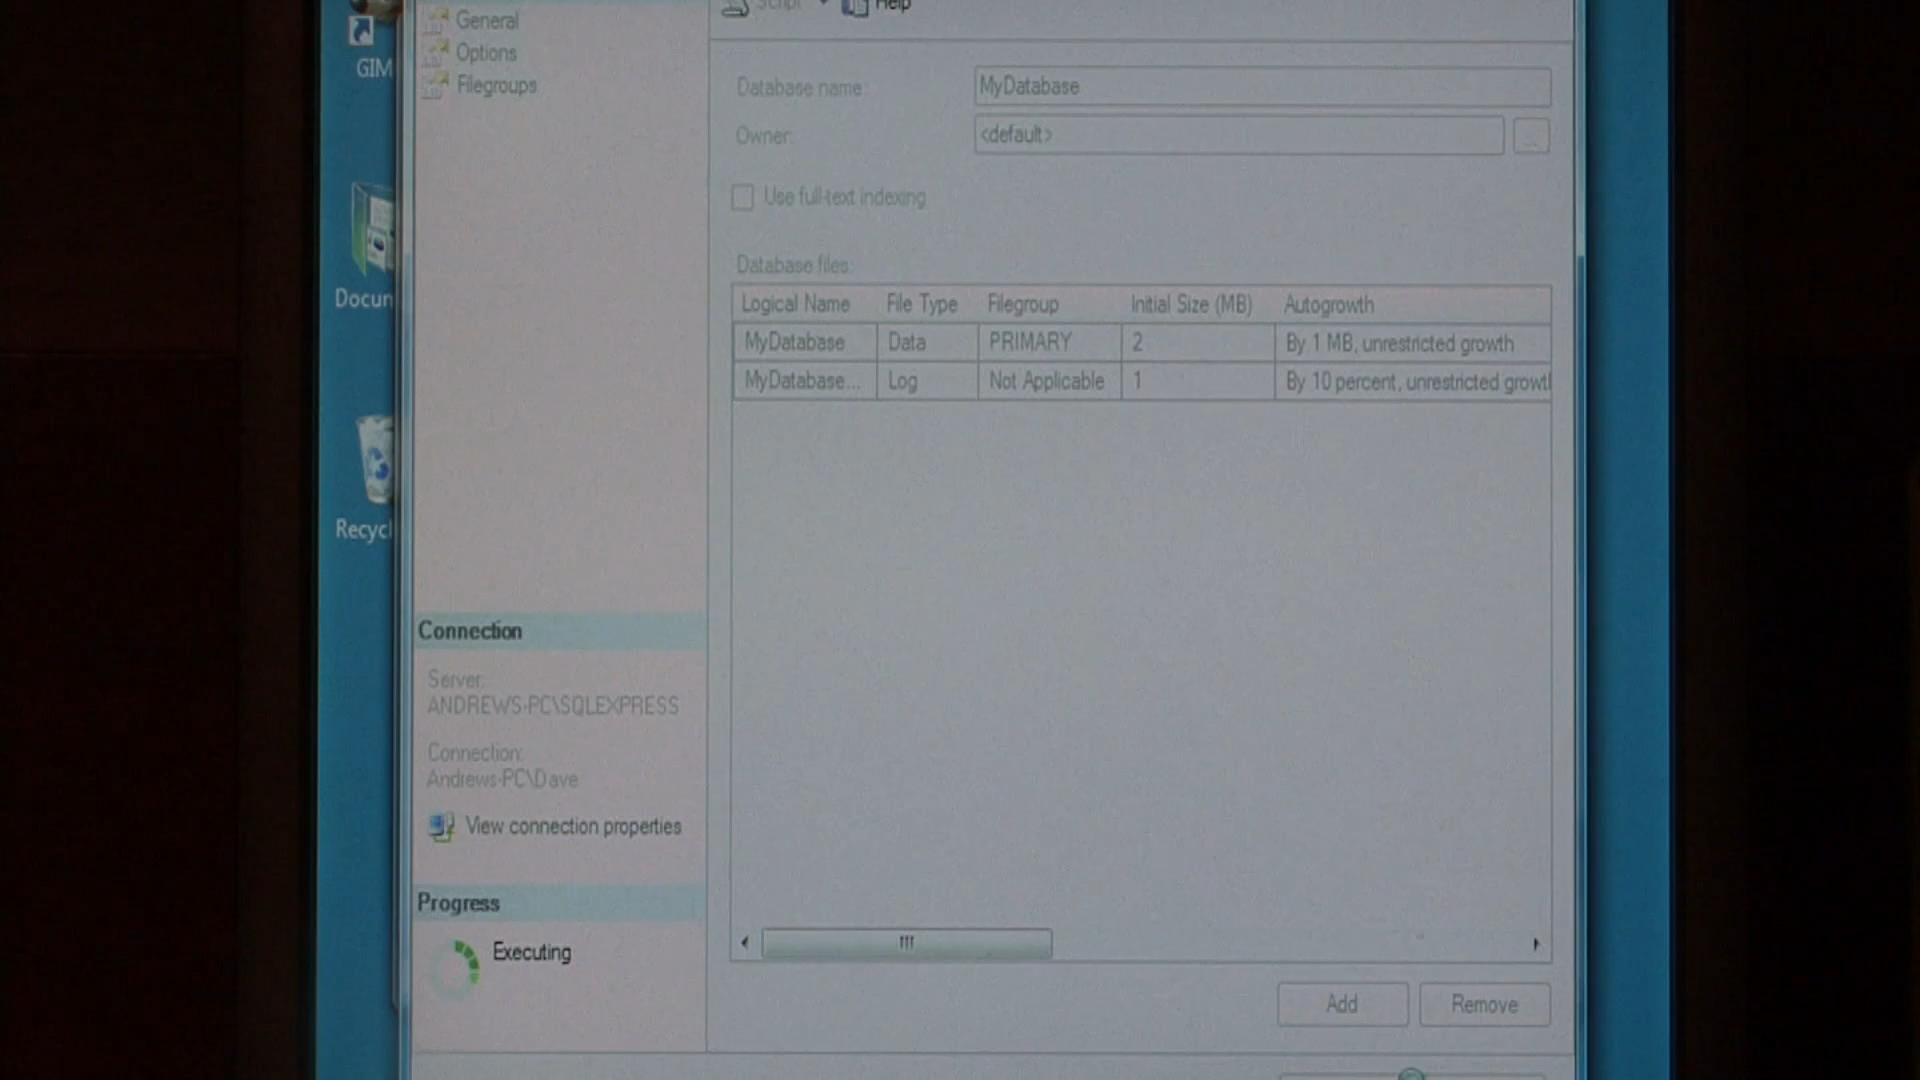 General
Options
Filegroups
Script
Help
GIM
Docum
Recycl
Database name:
MyDatabase
Owner:
<default>
...
Use full-text indexing
Database files:
Logical Name File Type Filegroup Initial Size (MB) Autogrowth
MyDatabase Data PRIMARY 2 By 1 MB, unrestricted growth
MyDatabase... Log Not Applicable 1 By 10 percent, unrestricted growth
Connection
Server:
ANDREWS-PC\SQLEXPRESS
Connection:
Andrews-PC\Dave
View connection properties
Progress
Executing
Add
Remove